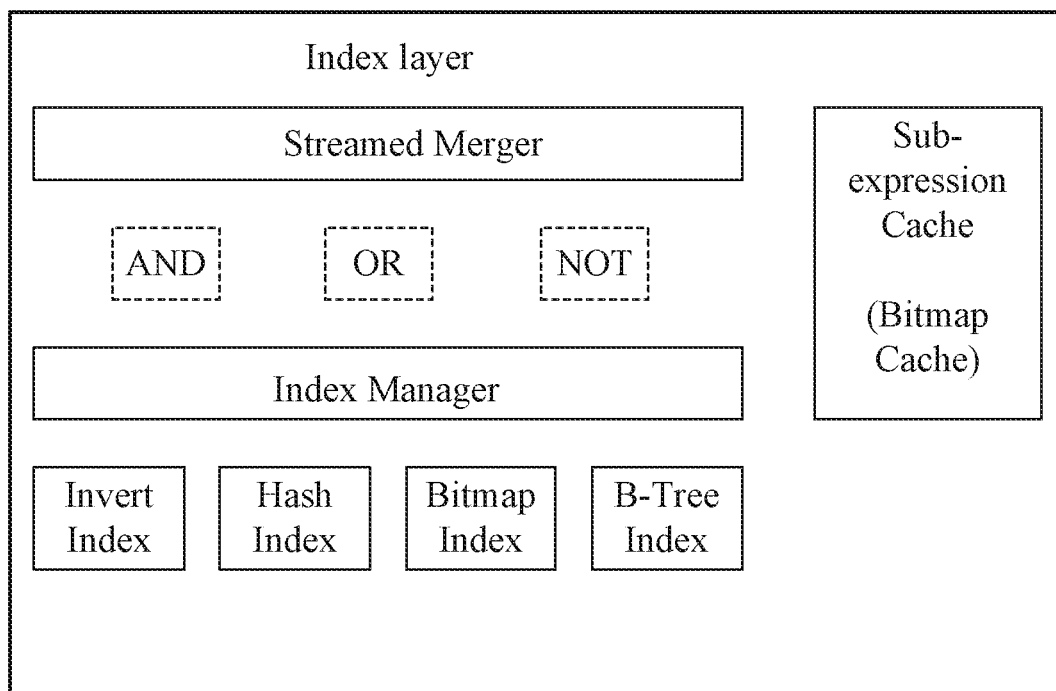 Index layer
Streamed Merger
AND OR NOT
Index Manager
Invert
Index
Hash
Index
Bitmap
Index
B-Tree
Index
Sub-
expression
Cache
(Bitmap
Cache)